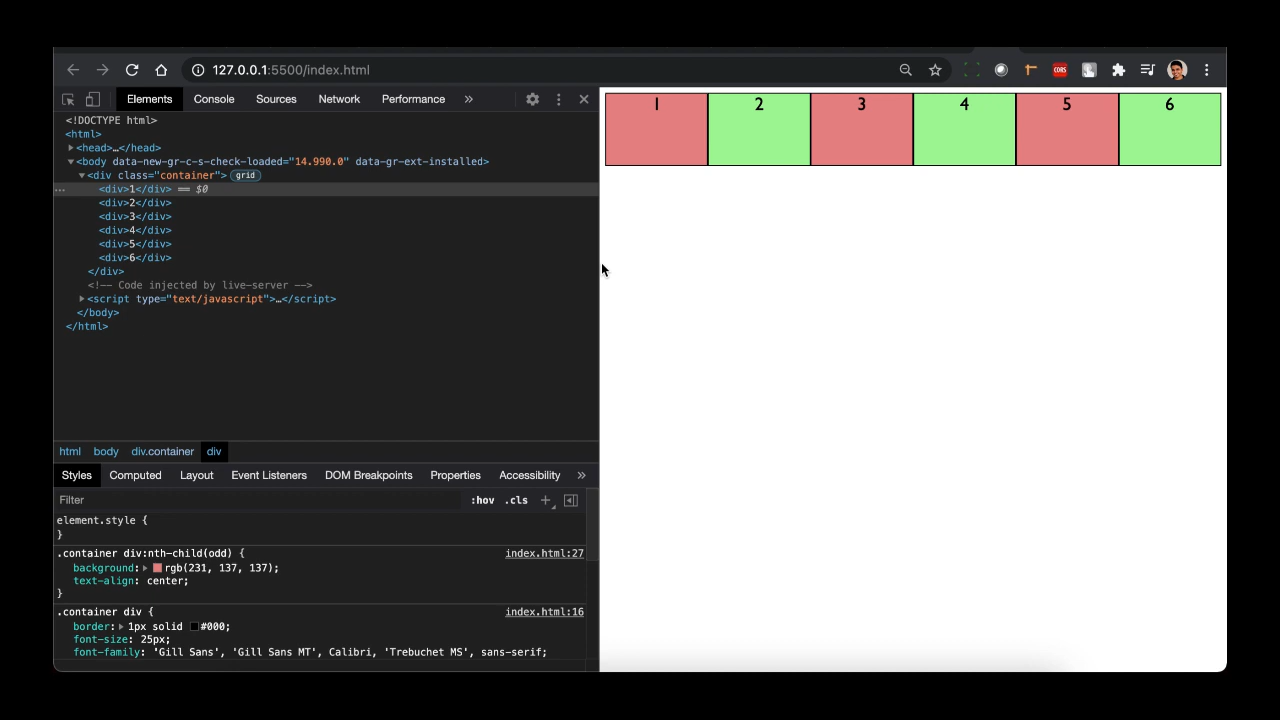 127.0.0.1:5500/index.html
CORS
Elements Console Sources Network Performance »
<!DOCTYPE html>
<html>
<head>…</head>
<body data-new-gr-c-s-check-loaded="14.990.0" data-gr-ext-installed>
<div class="container"> grid
<div>1</div> == $0
<div>2</div>
<div>3</div>
<div>4</div>
<div>5</div>
<div>6</div>
</div>
<!-- Code injected by live-server -->
<script type="text/javascript">…</script>
</body>
</html>
html body div.container div
Styles Computed Layout Event Listeners DOM Breakpoints Properties Accessibility »
Filter :hov .cls
element.style {
}
.container div:nth-child(odd) { index.html:27
background: rgb(231, 137, 137);
text-align: center;
}
.container div { index.html:16
border: 1px solid #000;
font-size: 25px;
font-family: 'Gill Sans', 'Gill Sans MT', Calibri, 'Trebuchet MS', sans-serif;
1 2 3 4 5 6